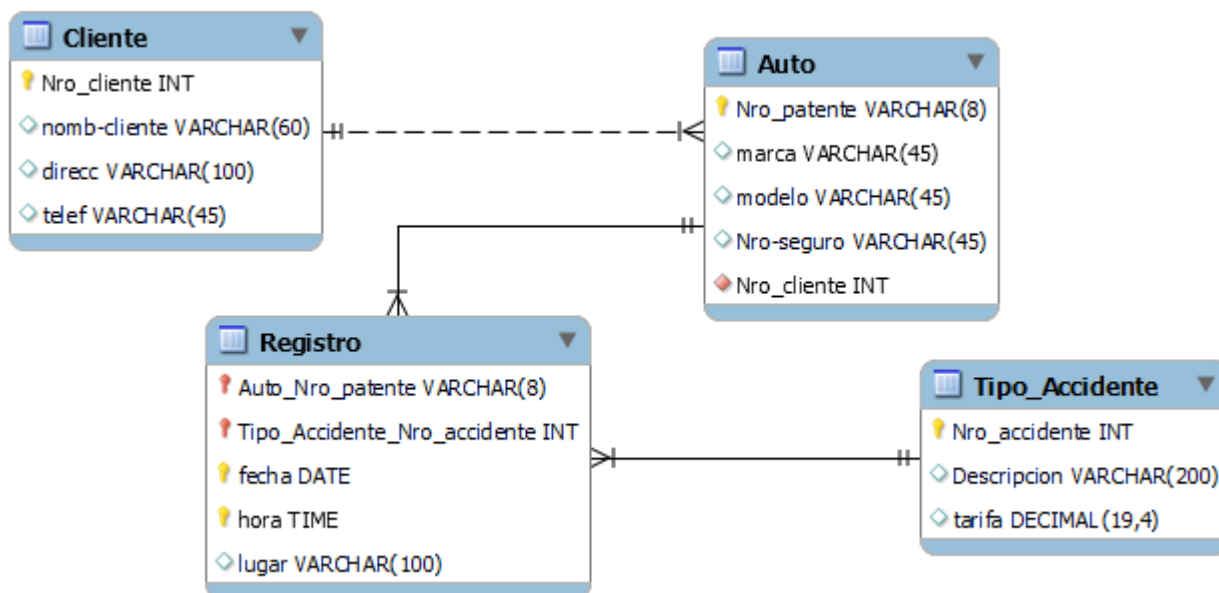 Cliente
Nro_cliente INT
nomb-cliente VARCHAR(60)
direcc VARCHAR(100)
telef VARCHAR(45)
Auto
Nro_patente VARCHAR(8)
marca VARCHAR(45)
modelo VARCHAR(45)
Nro-seguro VARCHAR(45)
Nro_cliente INT
Registro
Auto_Nro_patente VARCHAR(8)
Tipo_Accidente_Nro_accidente INT
fecha DATE
hora TIME
lugar VARCHAR(100)
Tipo_Accidente
Nro_accidente INT
Descripcion VARCHAR(200)
tarifa DECIMAL(19,4)